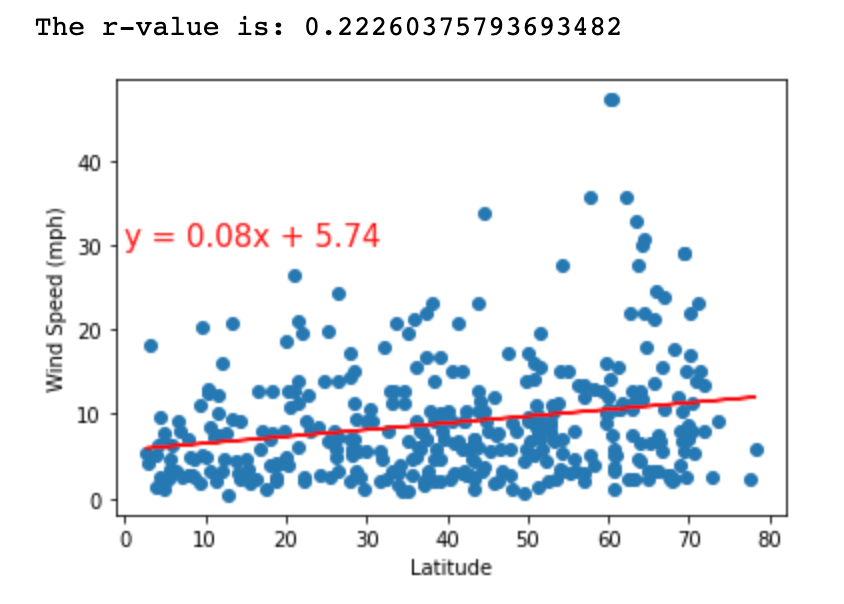 The r-value is: 0.22260375793693482
40
y = 0.08x + 5.74
30
20
10
0
Wind Speed (mph)
0 10 20 30 40 50 60 70 80
Latitude